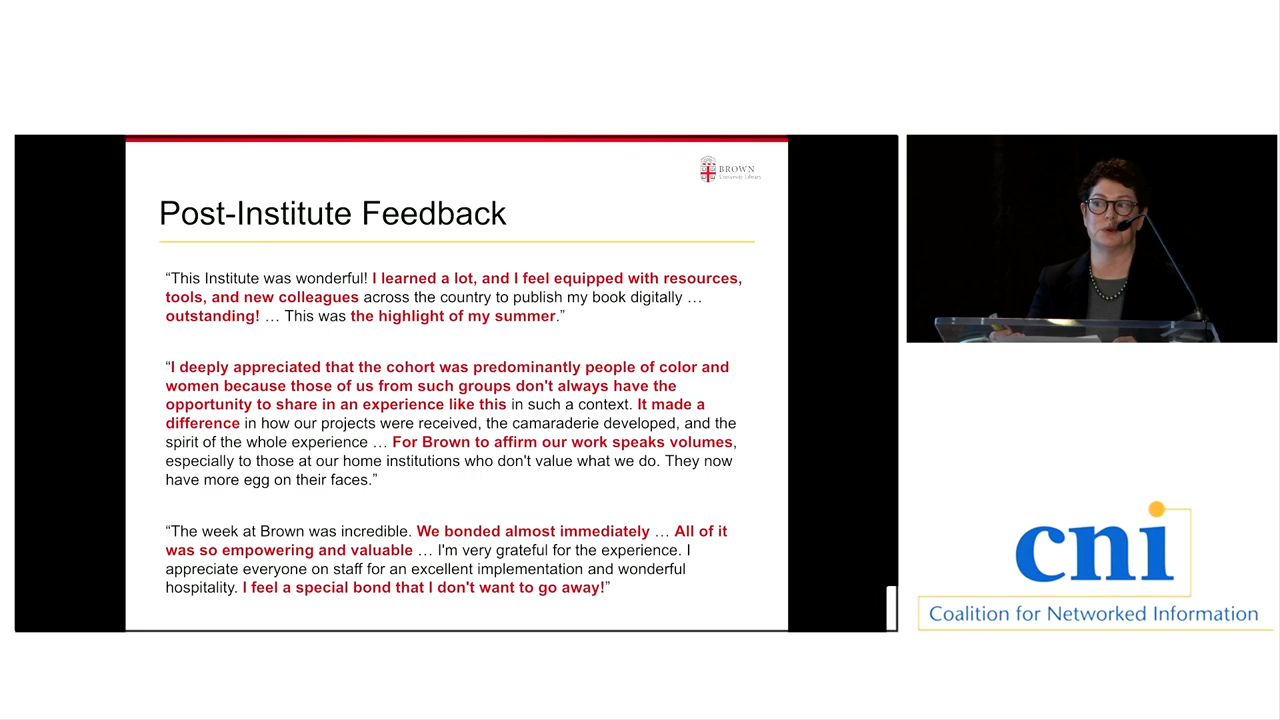 BROWN
University Library
Post-Institute Feedback
“This Institute was wonderful! I learned a lot, and I feel equipped with resources,
tools, and new colleagues across the country to publish my book digitally …
outstanding! … This was the highlight of my summer.”
“I deeply appreciated that the cohort was predominantly people of color and
women because those of us from such groups don't always have the
opportunity to share in an experience like this in such a context. It made a
difference in how our projects were received, the camaraderie developed, and the
spirit of the whole experience … For Brown to affirm our work speaks volumes,
especially to those at our home institutions who don't value what we do. They now
have more egg on their faces.”
“The week at Brown was incredible. We bonded almost immediately … All of it
was so empowering and valuable … I'm very grateful for the experience. I
appreciate everyone on staff for an excellent implementation and wonderful
hospitality. I feel a special bond that I don't want to go away!”
cni
Coalition for Networked Information